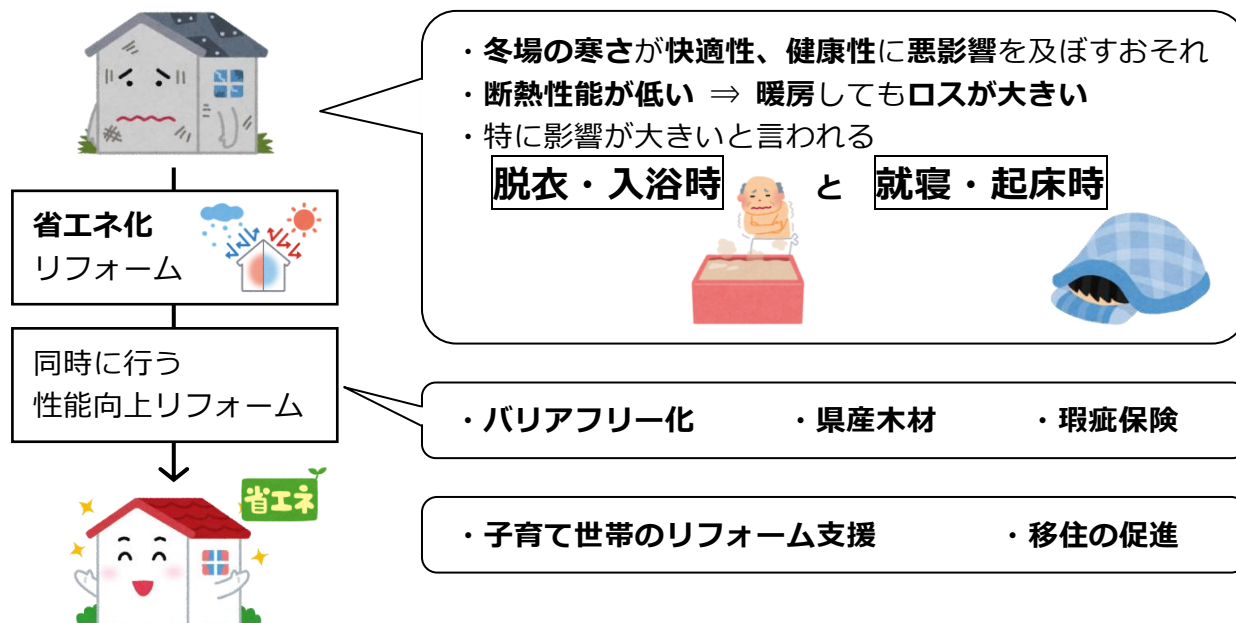 ・冬場の寒さが快適性、健康性に悪影響を及ぼすおそれ
・断熱性能が低い ⇒ 暖房してもロスが大きい
・特に影響が大きいと言われる
脱衣・入浴時 と 就寝・起床時
省エネ化
リフォーム
同時に行う
性能向上リフォーム
・バリアフリー化 ・県産木材 ・瑕疵保険
省エネ
・子育て世帯のリフォーム支援 ・移住の促進